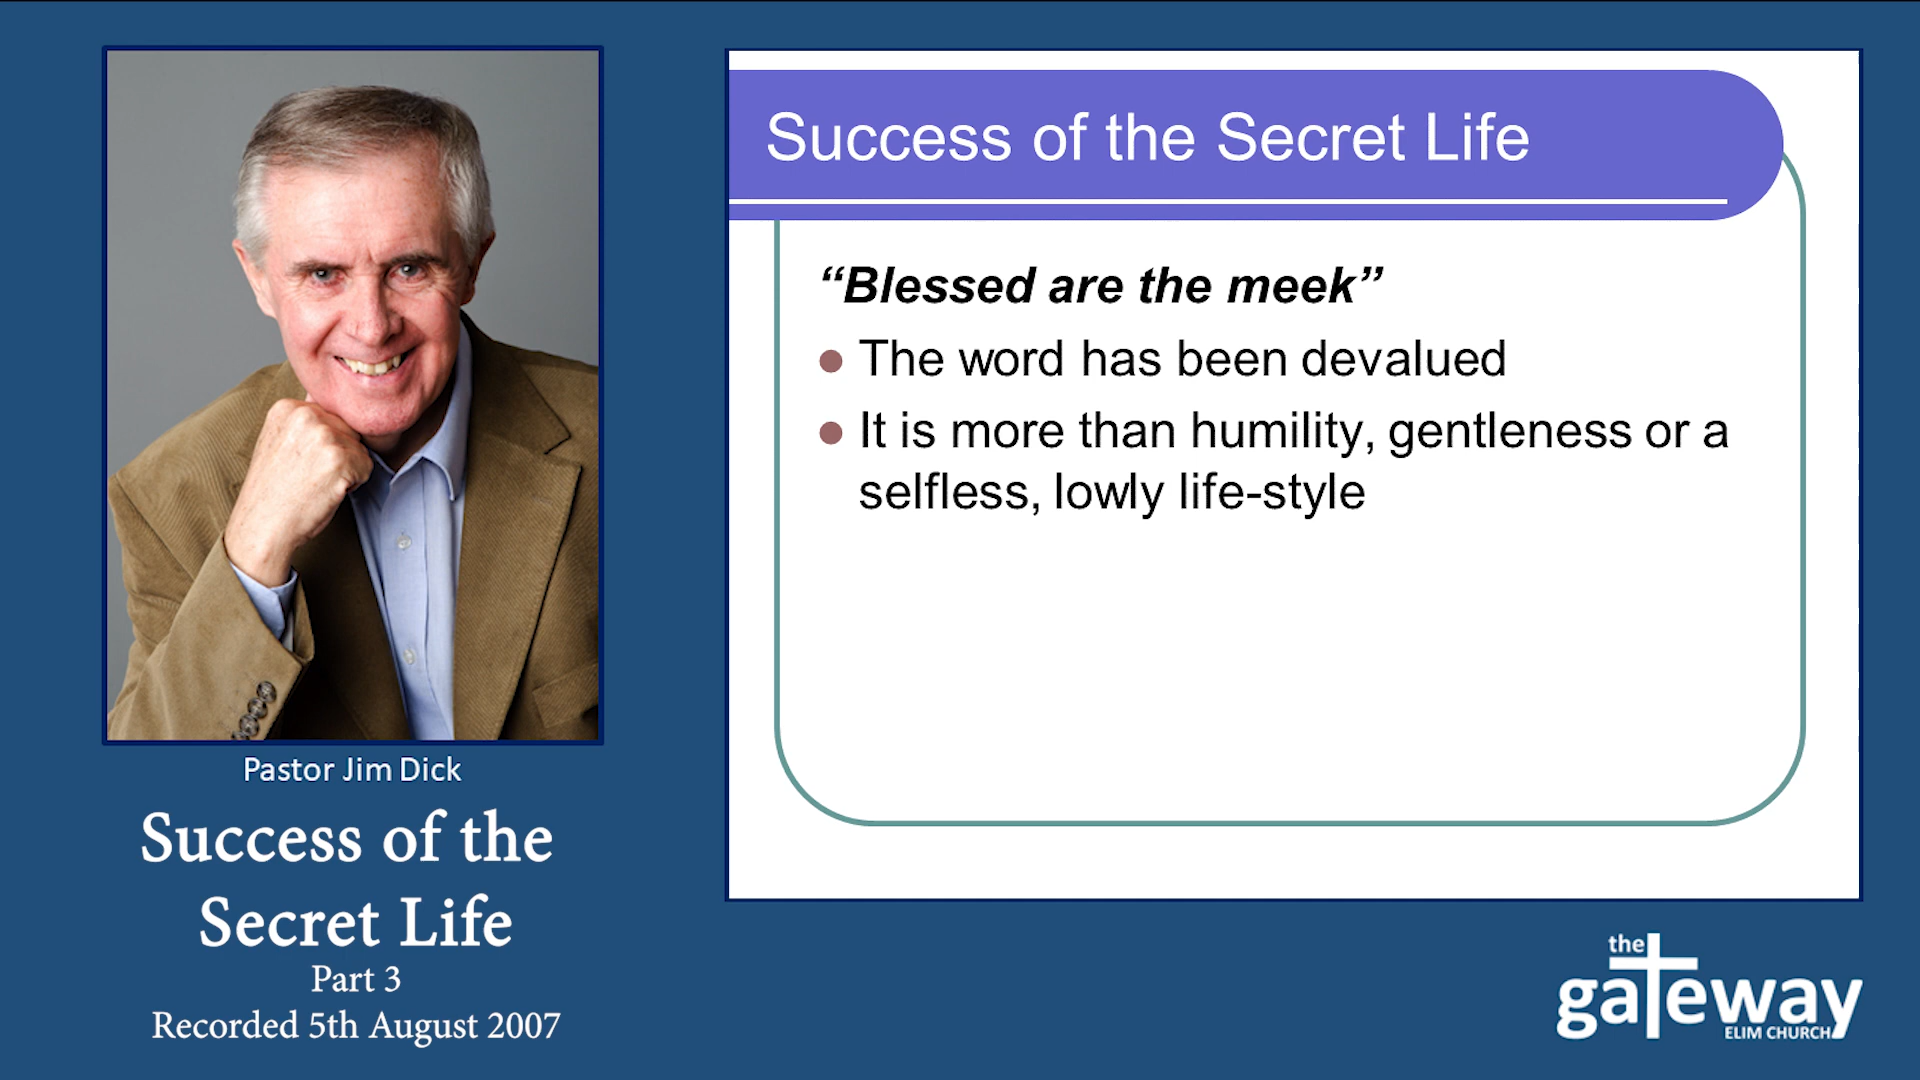 Pastor Jim Dick
Success of the
Secret Life
Part 3
Recorded 5th August 2007
Success of the Secret Life
“Blessed are the meek”
● The word has been devalued
● It is more than humility, gentleness or a
selfless, lowly life-style
the
gateway
ELIM CHURCH